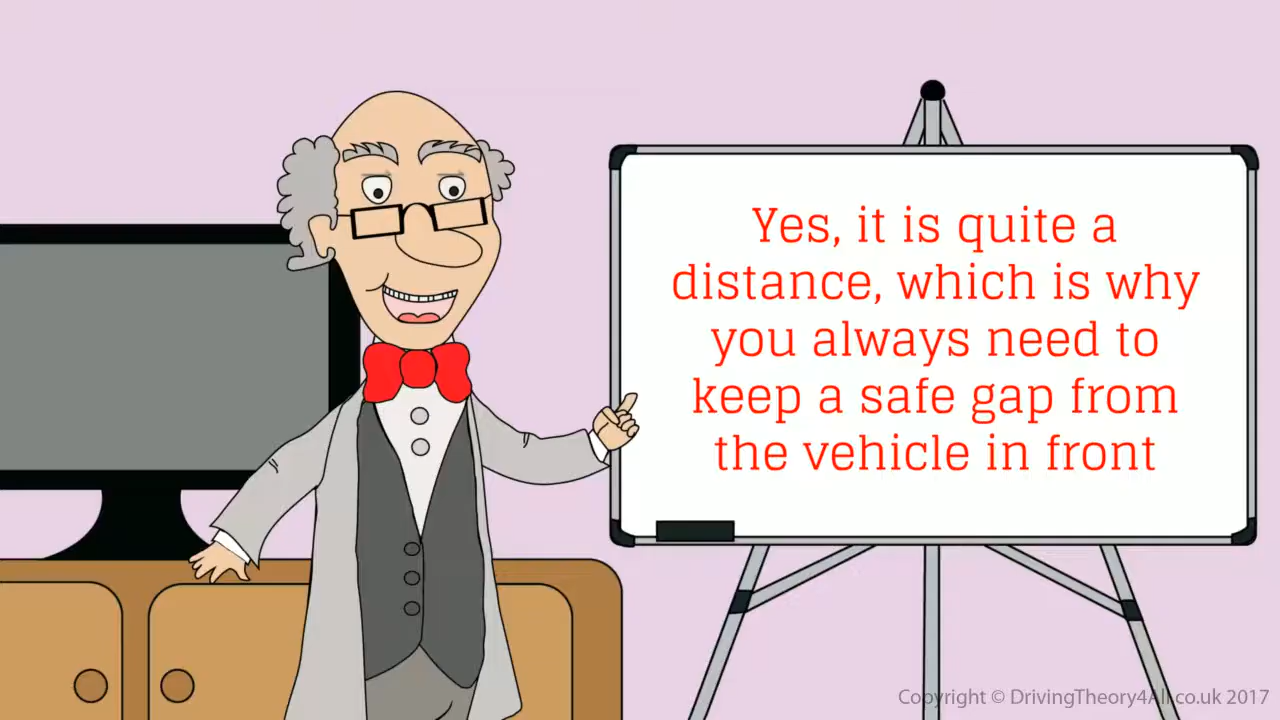 Yes, it is quite a
distance, which is why
you always need to
keep a safe gap from
the vehicle in front
Copyright © DrivingTheory4All.co.uk 2017